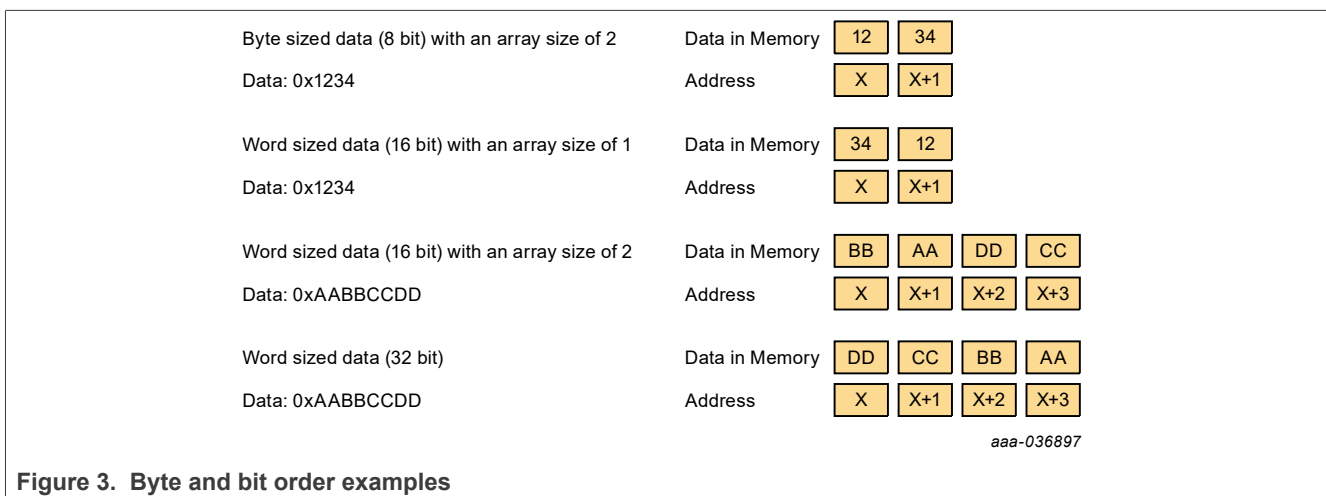 Byte sized data (8 bit) with an array size of 2 Data in Memory 12 34
Data: 0x1234 Address X X+1
Word sized data (16 bit) with an array size of 1 Data in Memory 34 12
Data: 0x1234 Address X X+1
Word sized data (16 bit) with an array size of 2 Data in Memory BB AA DD CC
Data: 0xAABBCCDD Address X X+1 X+2 X+3
Word sized data (32 bit) Data in Memory DD CC BB AA
Data: 0xAABBCCDD Address X X+1 X+2 X+3
aaa-036897
Figure 3. Byte and bit order examples